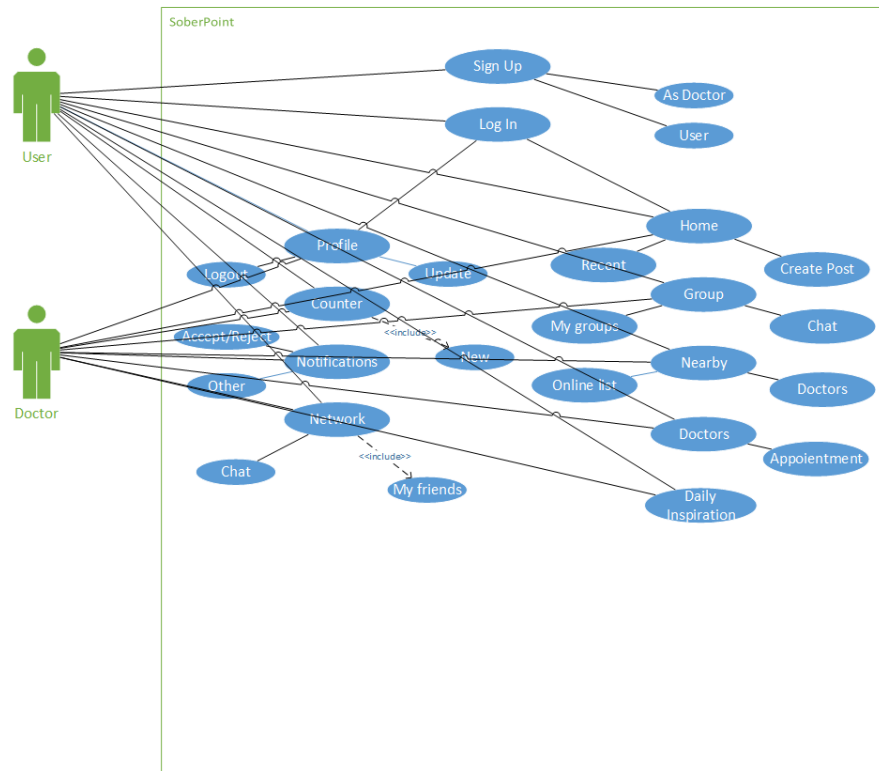 SoberPoint
Sign Up
As Doctor
User
Log In
User
Home
Profile
Logout
Update
Recent
Create Post
Group
Counter
My groups
Chat
<<include>>
Accept/Reject
Notifications
New
Nearby
Other
Online list
Doctors
Doctor
Network
Doctors
<<include>>
Appoientment
Chat
My friends
Daily
Inspiration